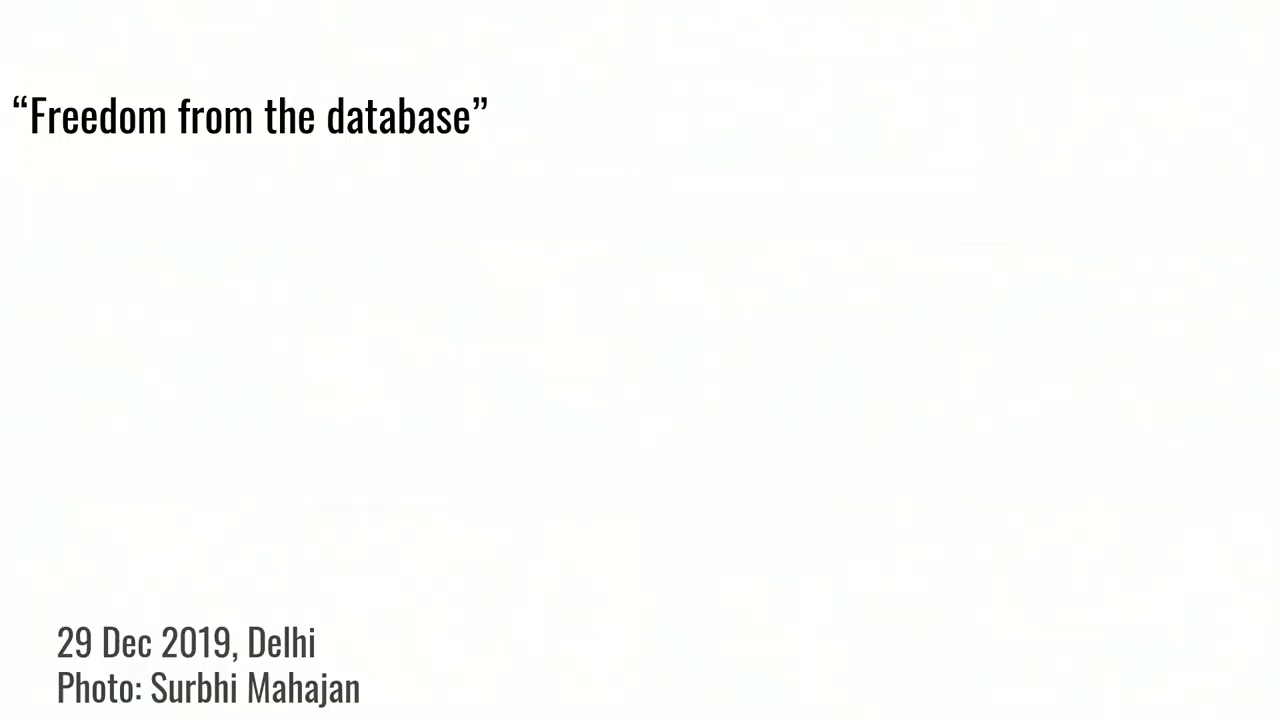 “Freedom from the database”
29 Dec 2019, Delhi
Photo: Surbhi Mahajan